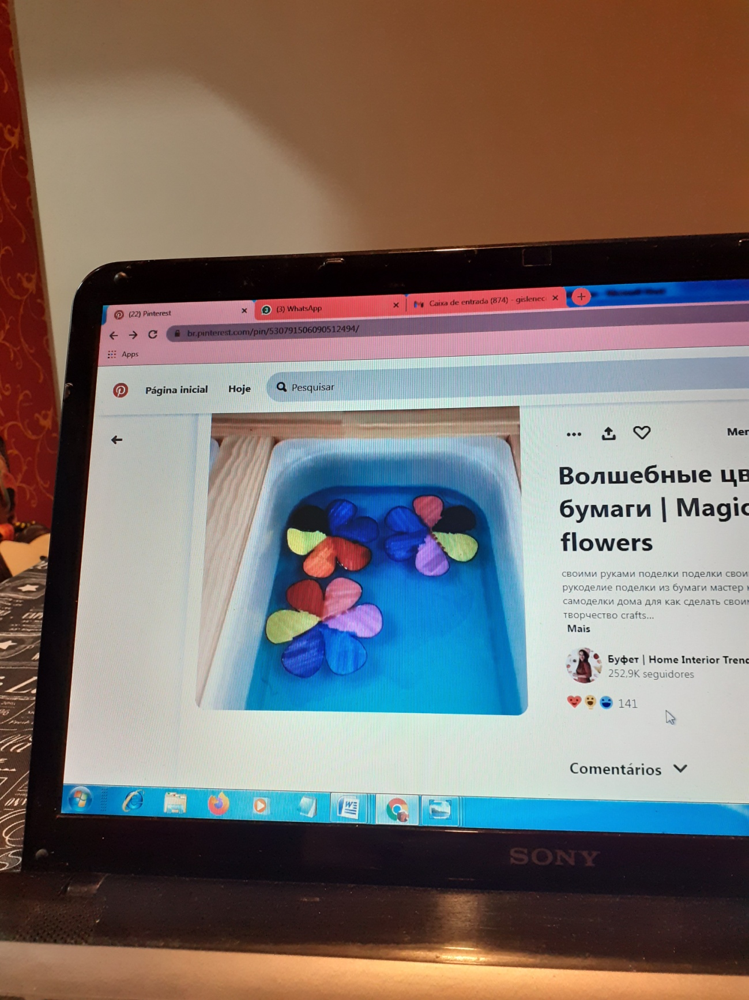 (22) Pinterest
(3) WhatsApp
Caixa de entrada (874) - gislenec
br.pinterest.com/pin/530791506090512494/
Apps
Página inicial
Hoje
Pesquisar
Mer
Волшебные цв
бумаги | Magic
flowers
своими руками поделки поделки свои
рукоделие поделки из бумаги мастер к
самоделки дома для как сделать своим
творчество crafts...
Mais
Буфет | Home Interior Trend
252,9K seguidores
141
Comentários
SONY